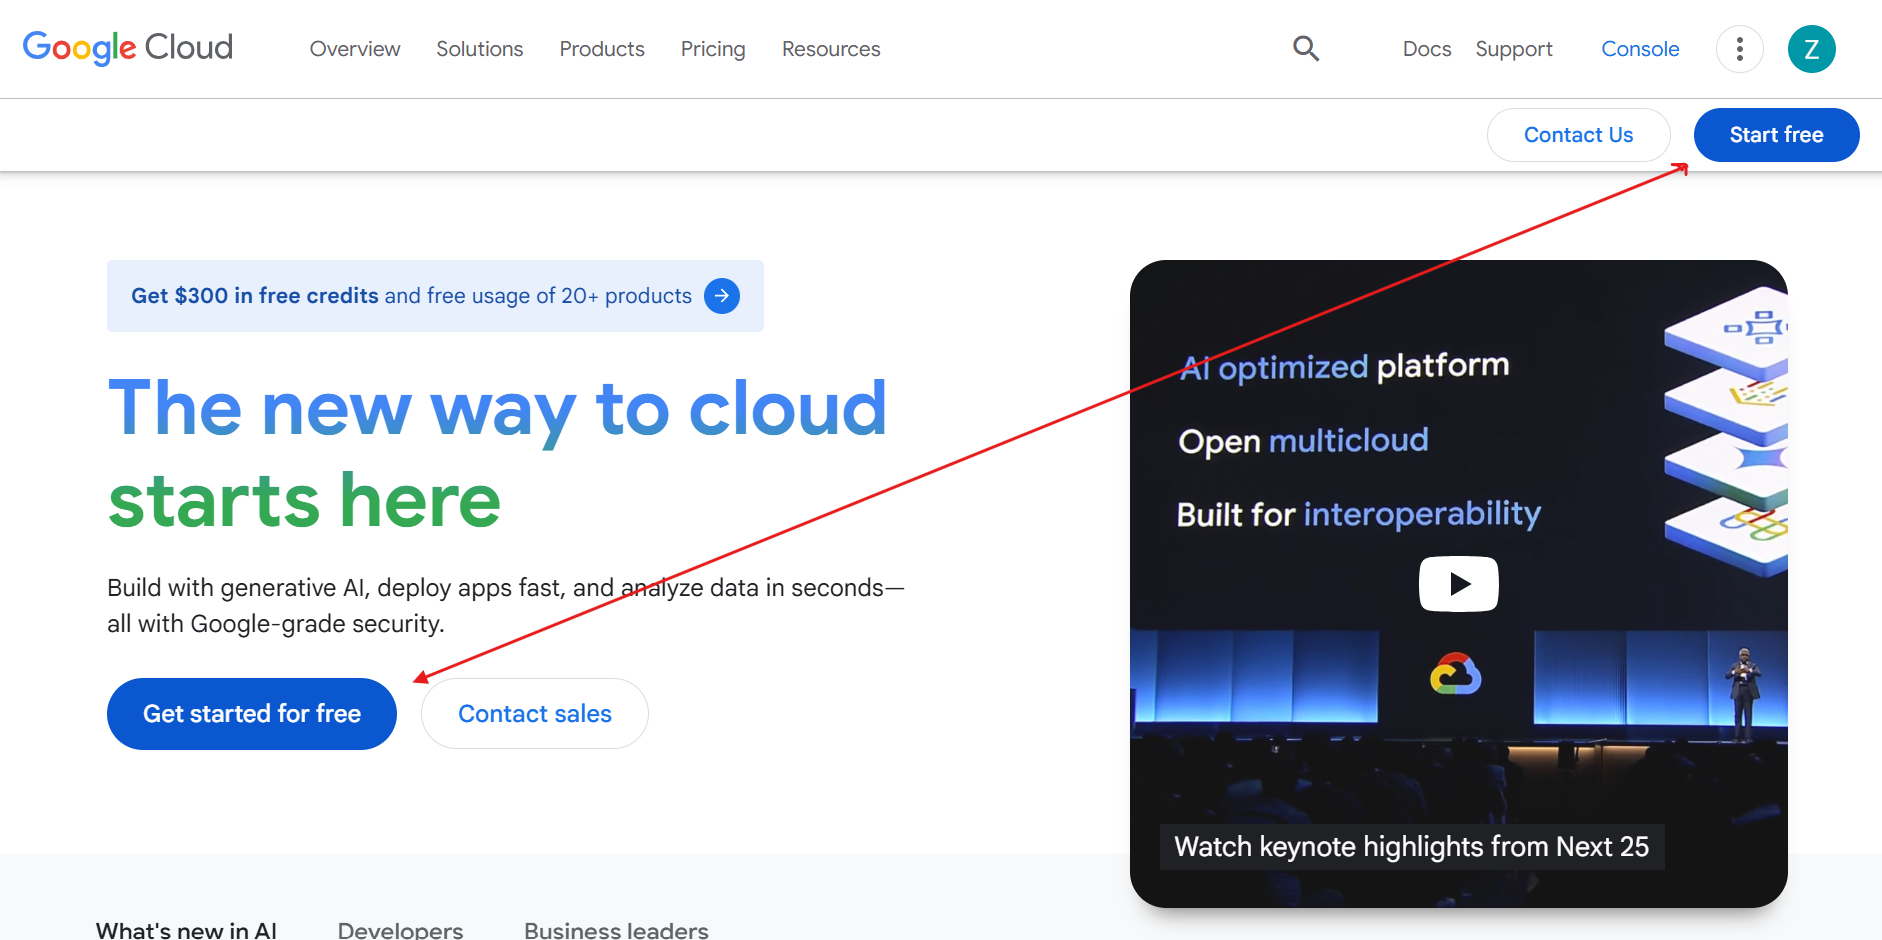 Google Cloud
Overview Solutions Products Pricing Resources Docs Support Console Z
Contact Us Start free
Get $300 in free credits and free usage of 20+ products
The new way to cloud
starts here
Build with generative AI, deploy apps fast, and analyze data in seconds—
all with Google-grade security.
Get started for free Contact sales
AI optimized platform
Open multicloud
Built for interoperability
Watch keynote highlights from Next 25
What's new in AI Developers Business leaders